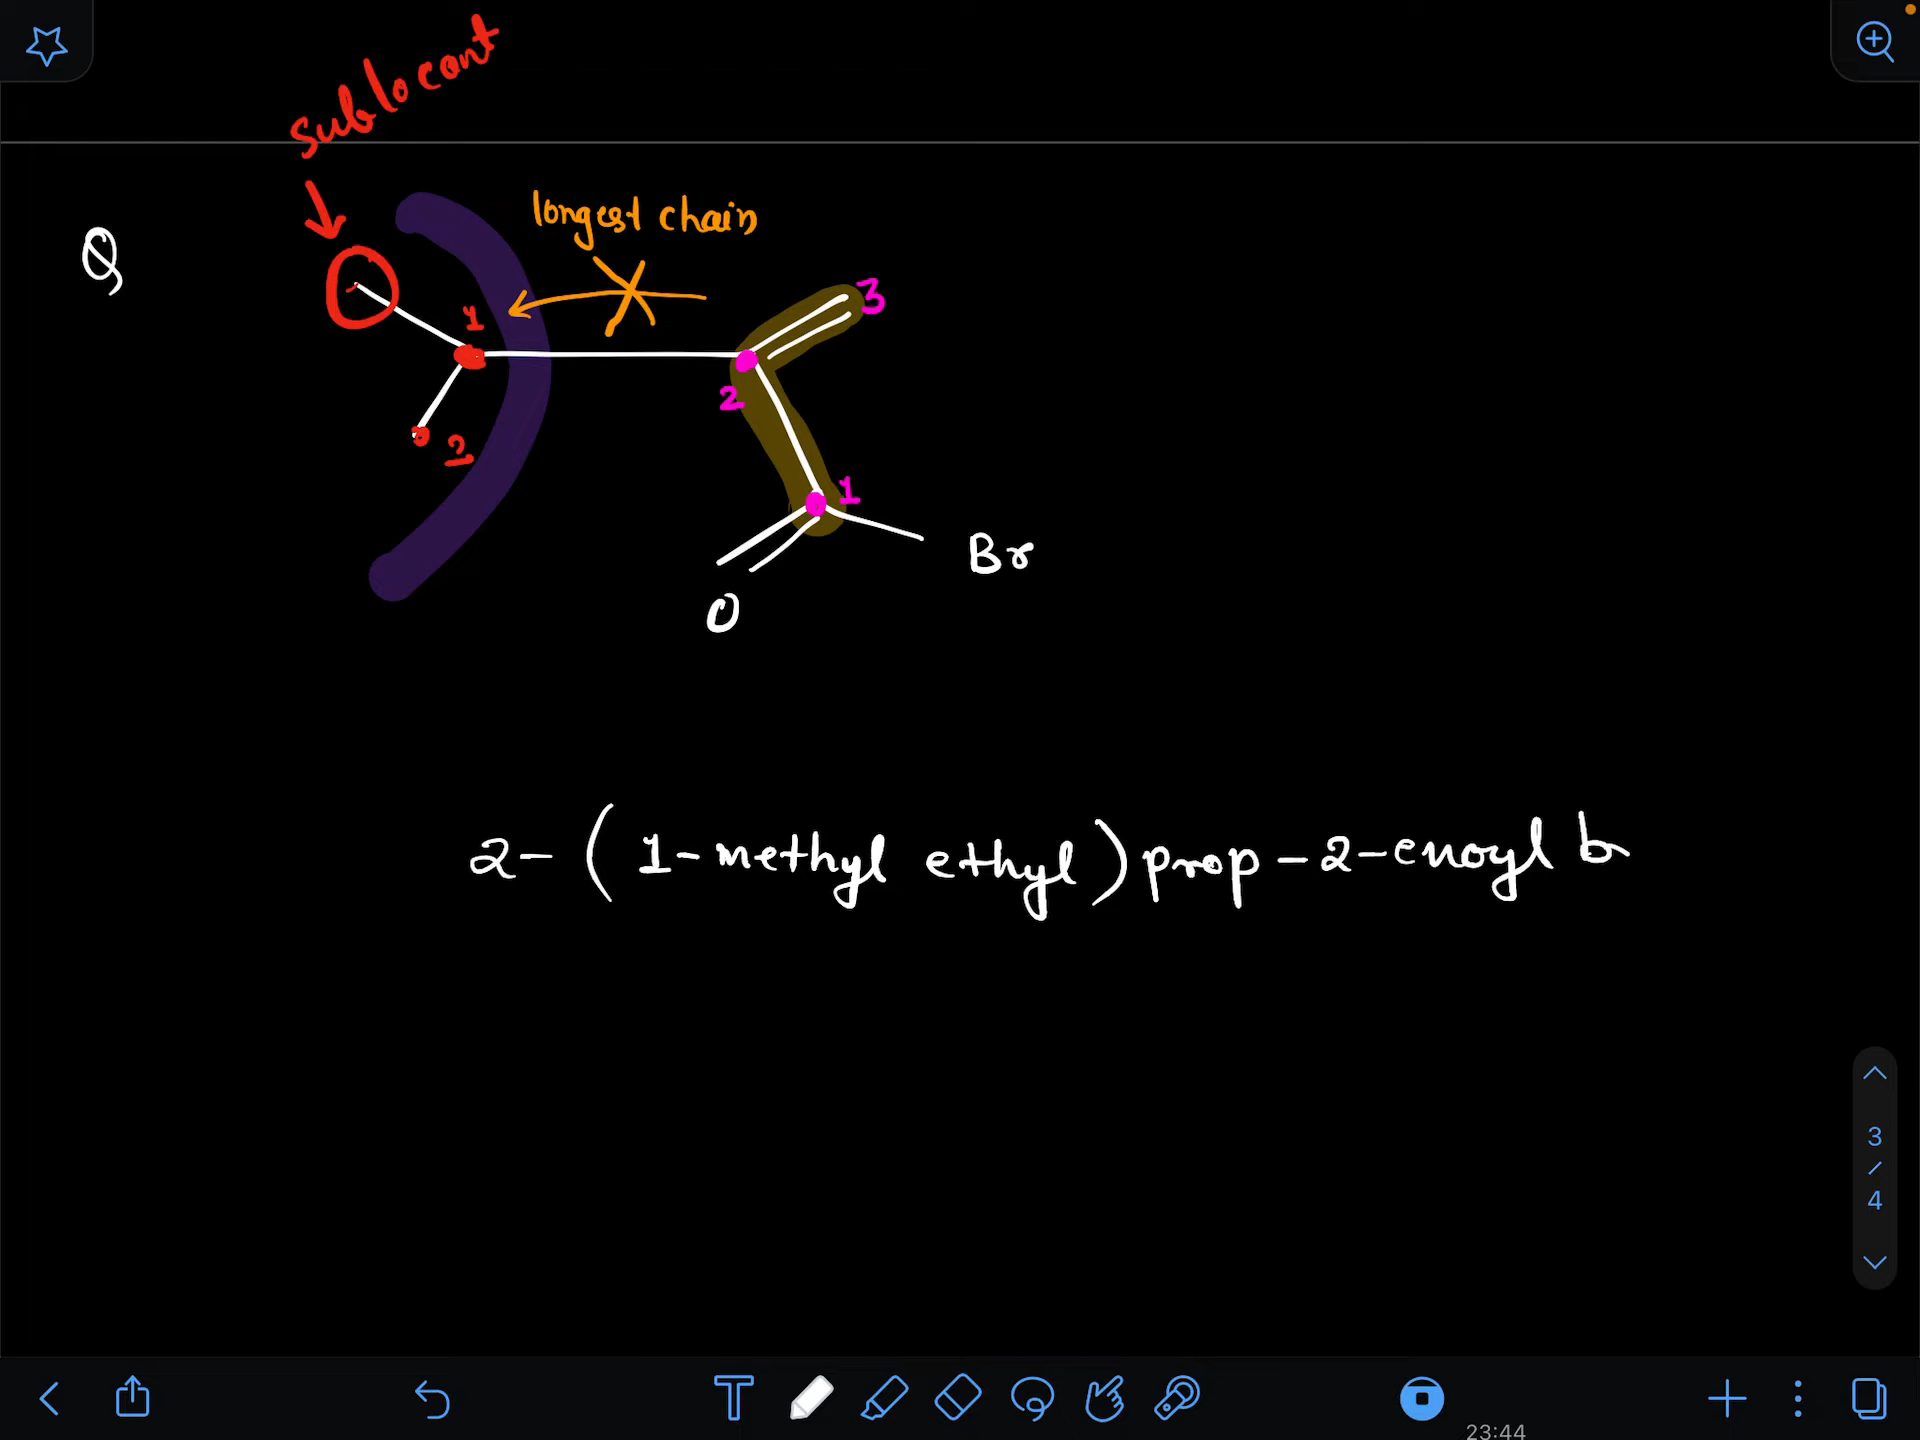 sublocant
Q
longest chain
1
3
2
2
1
Br
O
2-(1-methyl ethyl)prop-2-enoyl b
3
/
4
T
23:44